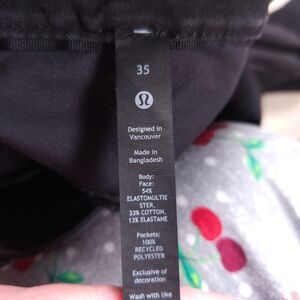 35
Designed in
Vancouver
Made in
Bangladesh
Body:
Face:
54%
ELASTOMULTIE
STER,
33% COTTON,
13% ELASTANE
Pockets:
100%
RECYCLED
POLYESTER
Exclusive of
decoration
Wash with like